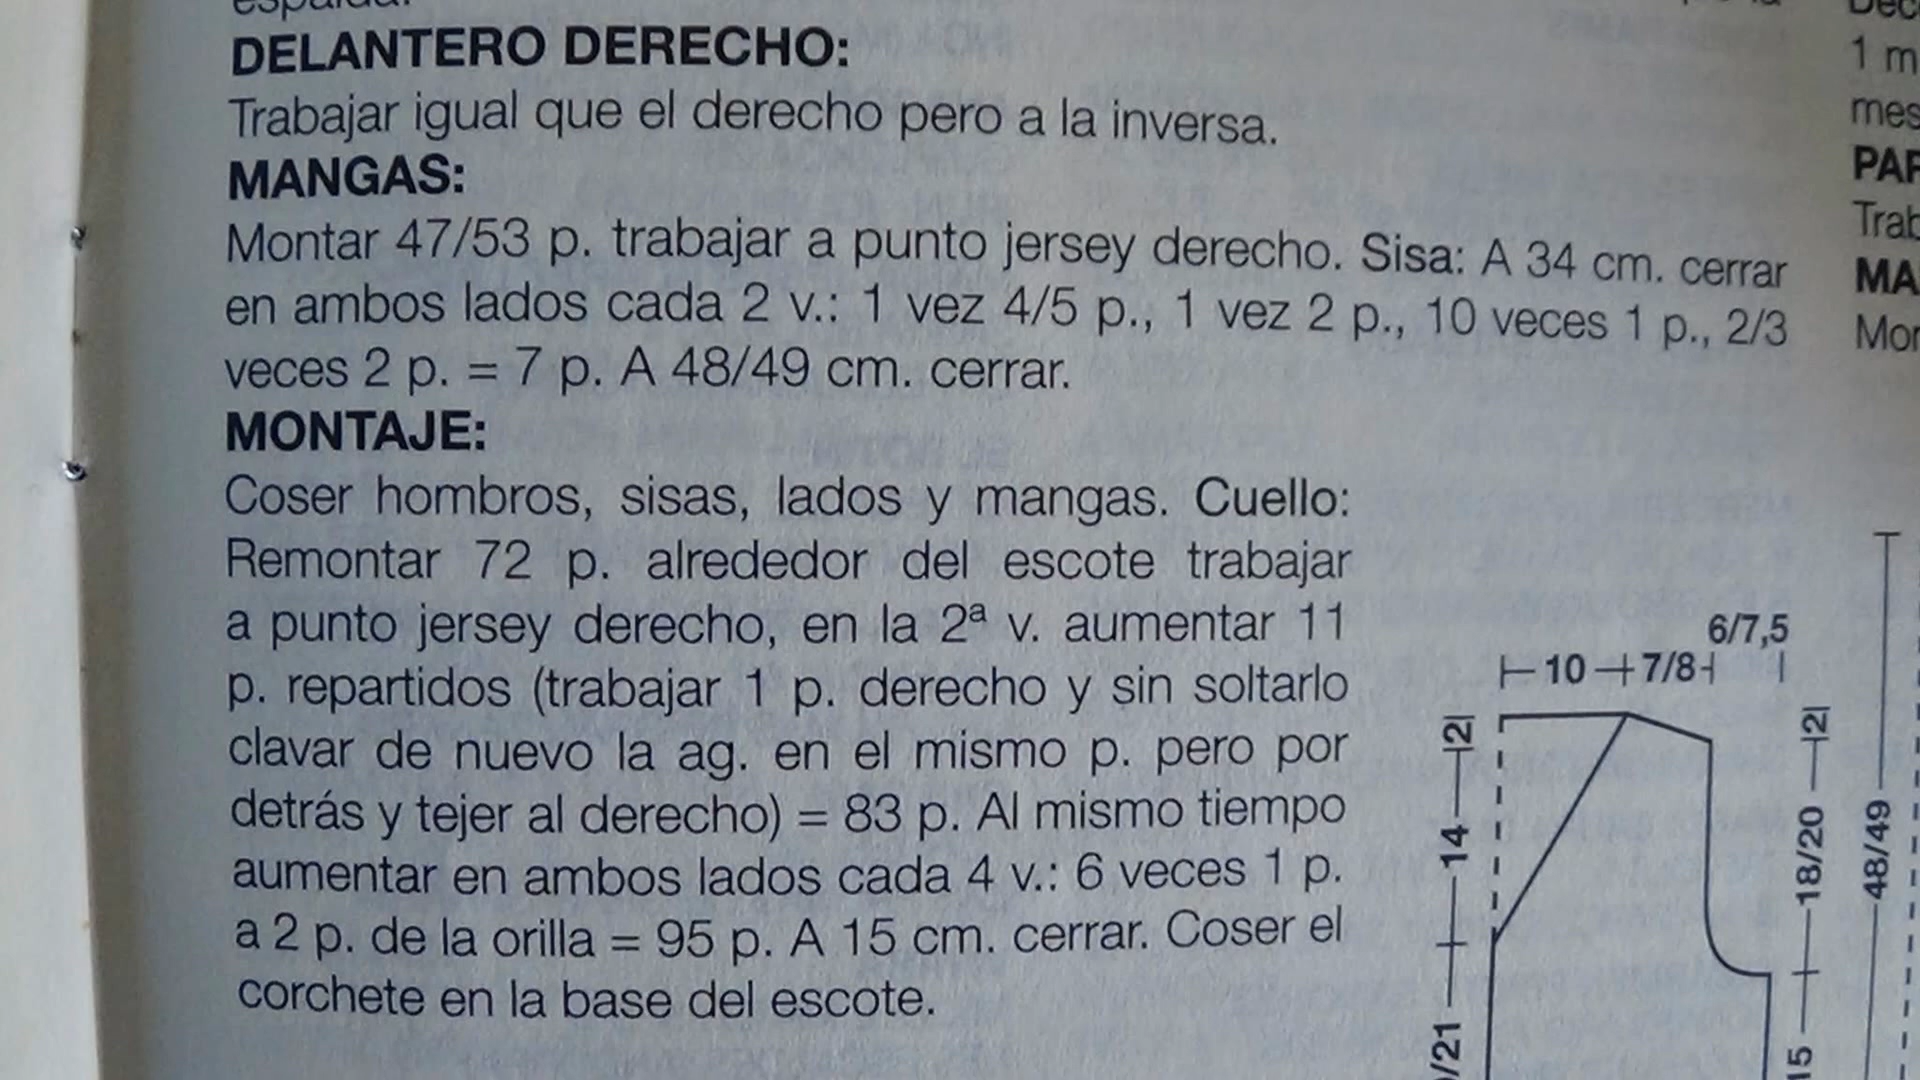 espalda.
DELANTERO DERECHO:
Trabajar igual que el derecho pero a la inversa.
MANGAS:
Montar 47/53 p. trabajar a punto jersey derecho. Sisa: A 34 cm. cerrar
en ambos lados cada 2 v.: 1 vez 4/5 p., 1 vez 2 p., 10 veces 1 p., 2/3
veces 2 p. = 7 p. A 48/49 cm. cerrar.
MONTAJE:
Coser hombros, sisas, lados y mangas. Cuello:
Remontar 72 p. alrededor del escote trabajar
a punto jersey derecho, en la 2ª v. aumentar 11
p. repartidos (trabajar 1 p. derecho y sin soltarlo
clavar de nuevo la ag. en el mismo p. pero por
detrás y tejer al derecho) = 83 p. Al mismo tiempo
aumentar en ambos lados cada 4 v.: 6 veces 1 p.
a 2 p. de la orilla = 95 p. A 15 cm. cerrar. Coser el
corchete en la base del escote.
6/7,5
10 7/8
2
14
/21
2
18/20
15
48/49
1 m